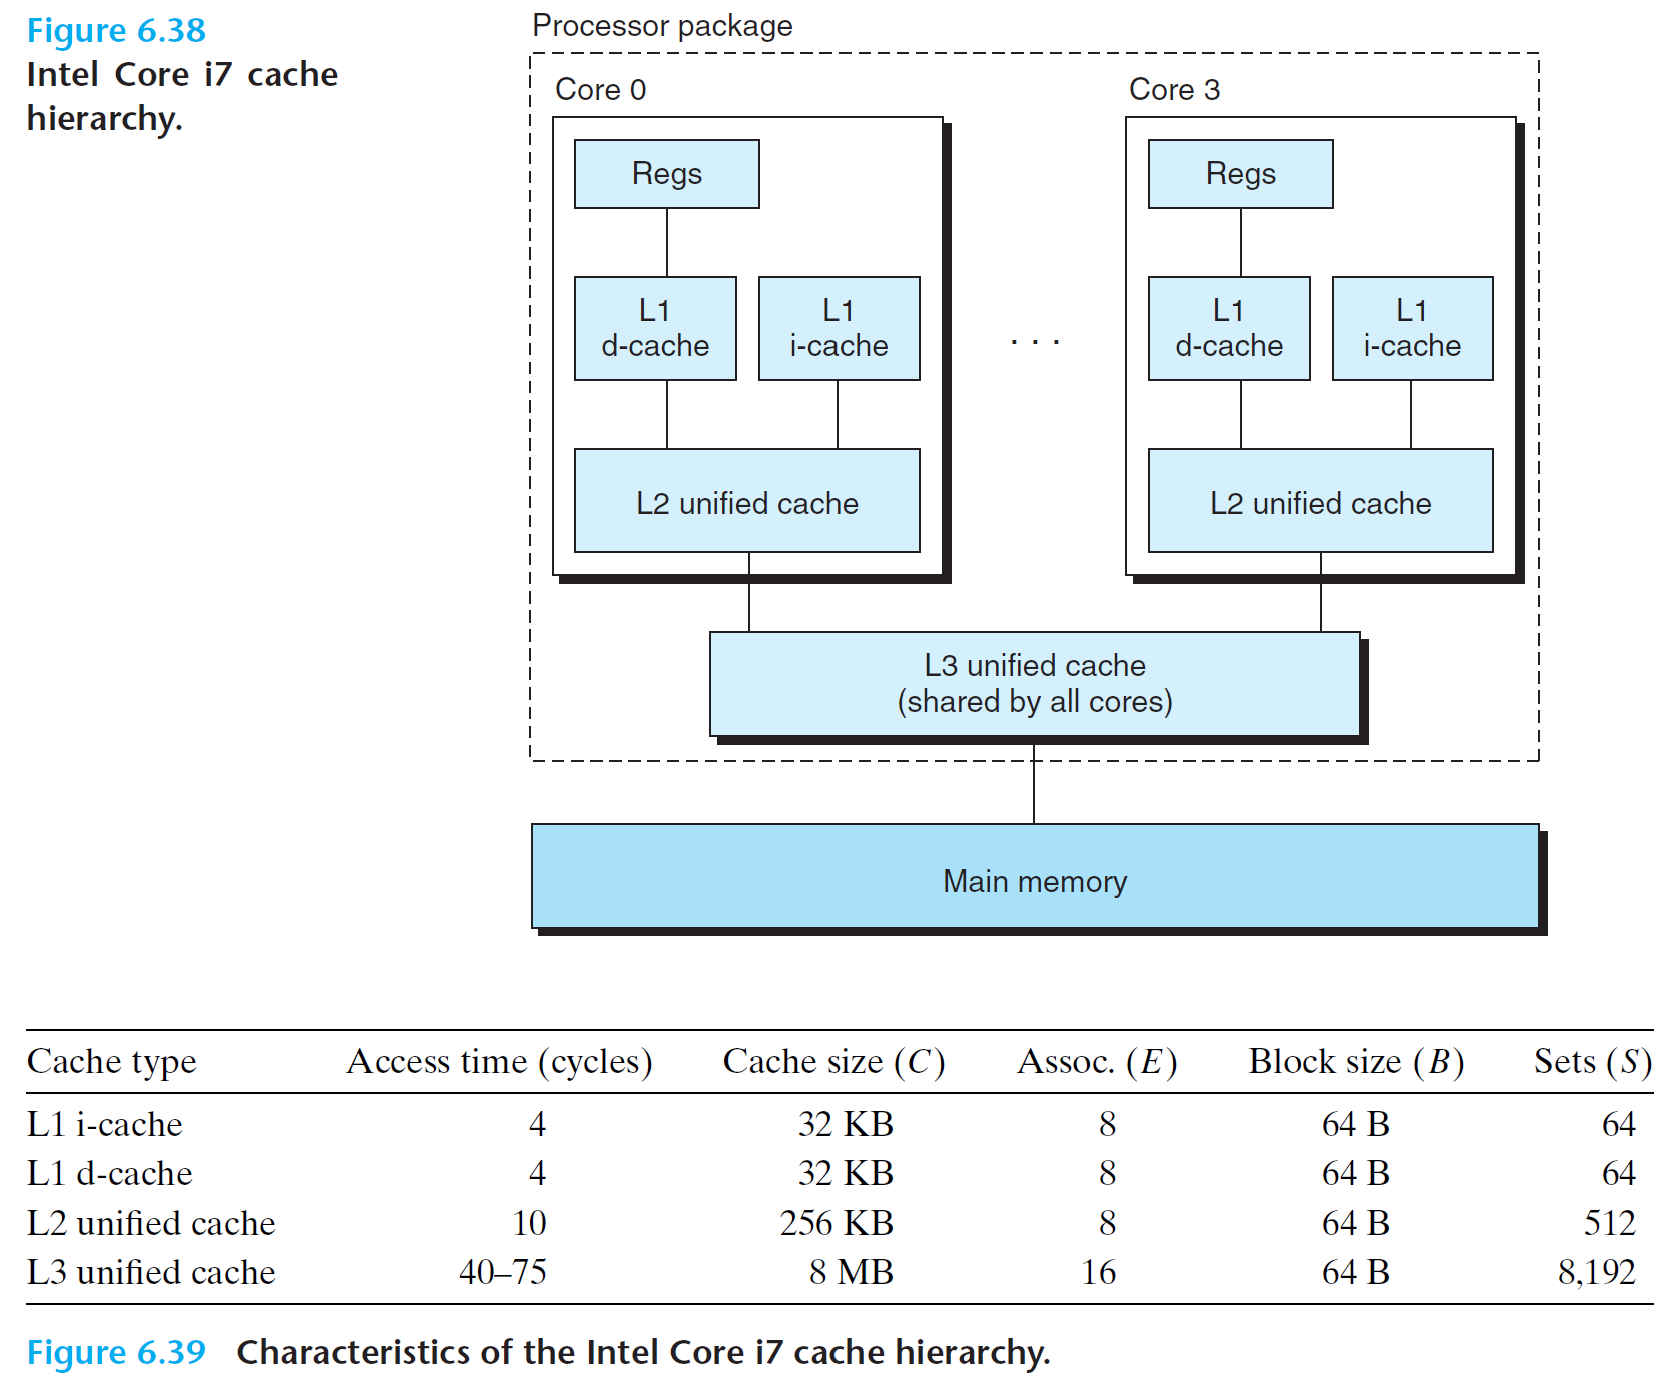 Figure 6.38
Intel Core i7 cache
hierarchy.
Processor package
Core 0
Core 3
Regs
Regs
L1
d-cache
L1
i-cache
. . .
L1
d-cache
L1
i-cache
L2 unified cache
L2 unified cache
L3 unified cache
(shared by all cores)
Main memory
Cache type Access time (cycles) Cache size (C) Assoc. (E) Block size (B) Sets (S)
L1 i-cache 4 32 KB 8 64 B 64
L1 d-cache 4 32 KB 8 64 B 64
L2 unified cache 10 256 KB 8 64 B 512
L3 unified cache 40–75 8 MB 16 64 B 8,192
Figure 6.39 Characteristics of the Intel Core i7 cache hierarchy.